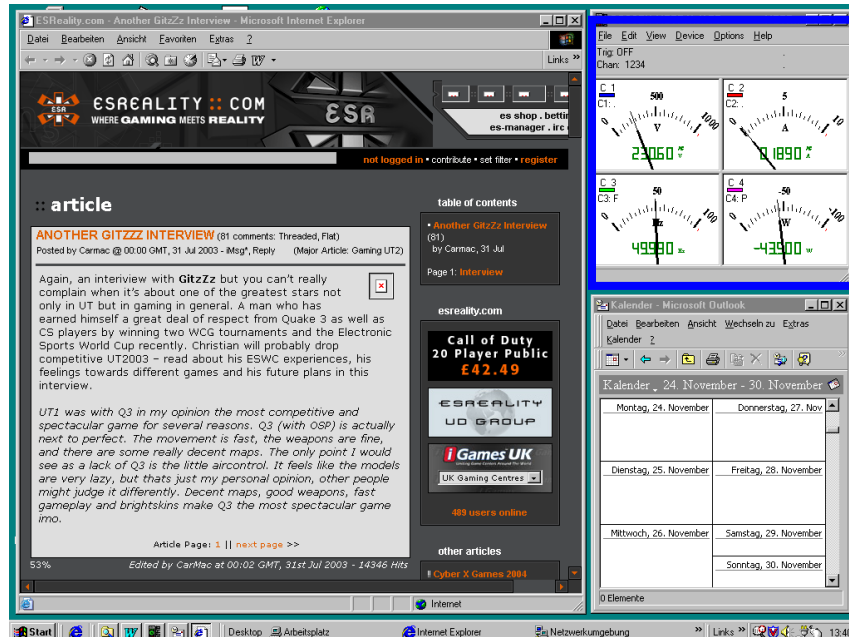 ESReality.com - Another GitzZz Interview - Microsoft Internet Explorer
Datei Bearbeiten Ansicht Favoriten Extras ?
Links »
ESREALITY :: COM
WHERE GAMING MEETS REALITY
ESR
ESR
es shop . bettin
es-manager . irc
not logged in • contribute • set filter • register
:: article
ANOTHER GITZZZ INTERVIEW (81 comments: Threaded, Flat)
Posted by Carmac @ 00:00 GMT, 31 Jul 2003 - iMsg*, Reply (Major Article: Gaming UT2)
Again, an interiview with GitzZz but you can't really
complain when it's about one of the greatest stars not
only in UT but in gaming in general. A man who has
earned himself a great deal of respect from Quake 3 as well as
CS players by winning two WCG tournaments and the Electronic
Sports World Cup recently. Christian will probably drop
competitive UT2003 – read about his ESWC experiences, his
feelings towards different games and his future plans in this
interview.
UT1 was with Q3 in my opinion the most competitive and
spectacular game for several reasons. Q3 (with OSP) is actually
next to perfect. The movement is fast, the weapons are fine,
and there are some really decent maps. The only point I would
see as a lack of Q3 is the little aircontrol. It feels like the models
are very lazy, but thats just my personal opinion, other people
might judge it differently. Decent maps, good weapons, fast
gameplay and brightskins make Q3 the most spectacular game
imo.
Article Page: 1 || next page >>
53% Edited by CarMac at 00:02 GMT, 31st Jul 2003 - 14346 Hits
table of contents
• Another GitzZz Interview
(81)
by Carmac, 31 Jul
Page 1: Interview
esreality.com
Call of Duty
20 Player Public
£42.49
ESREALITY
UD GROUP
iGames UK
UK Gaming Centres
489 users online
other articles
Cyber X Games 2004
Internet
File Edit View Device Options Help
Trig: OFF
Chan: 1234
C 1
C1: .
500
0
1000
V
230.60 V
C 2
C2: .
5
0
10
A
0.1890 A
C 3
C3: F
50
0
100
Hz
49.990 Hz
C 4
C4: P
-50
0
-100
W
-43.900 W
Kalender - Microsoft Outlook
Datei Bearbeiten Ansicht Wechseln zu Extras
Kalender ?
Kalender . 24. November - 30. November
Montag, 24. November Donnerstag, 27. Nov
Dienstag, 25. November Freitag, 28. November
Mittwoch, 26. November Samstag, 29. November
Sonntag, 30. November
0 Elemente
Start Desktop Arbeitsplatz Internet Explorer Netzwerkumgebung » Links » 13:40